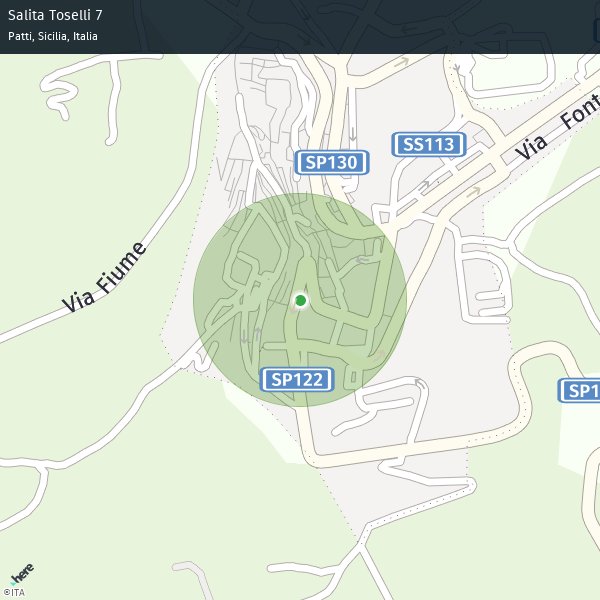 Salita Toselli 7
Patti, Sicilia, Italia
SP130
SS113
Via Font
Via Fiume
SP122
SP1
here
©ITA